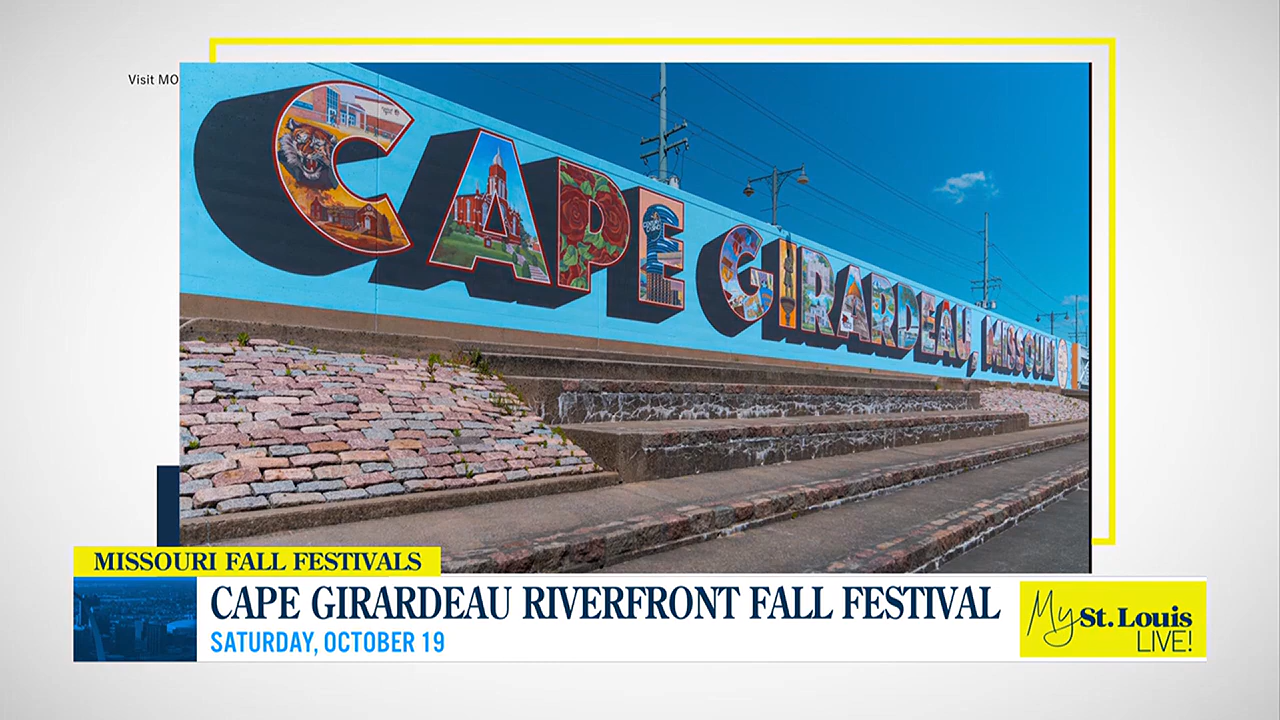 Visit MO
CAPE GIRARDEAU, MISSOURI
MISSOURI FALL FESTIVALS
CAPE GIRARDEAU RIVERFRONT FALL FESTIVAL
SATURDAY, OCTOBER 19
My St. Louis
LIVE!